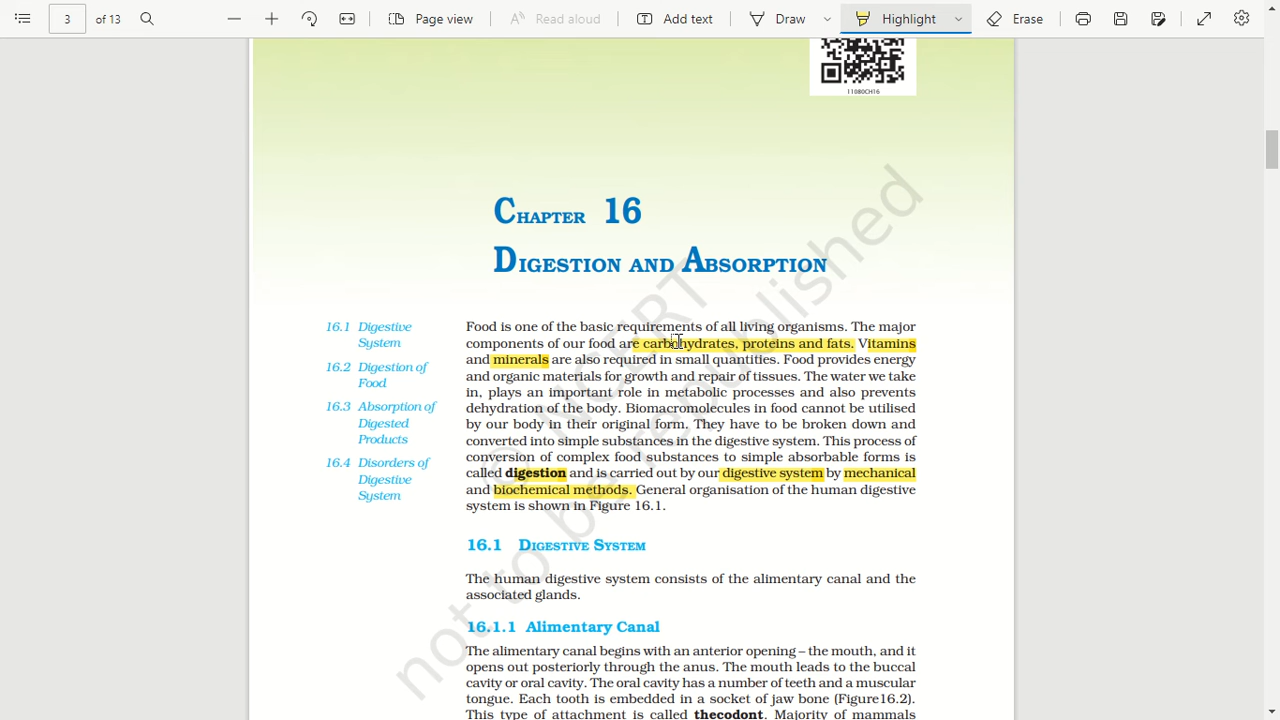 3 of 13 Page view Read aloud Add text Draw Highlight Erase
11080CH16
CHAPTER 16
DIGESTION AND ABSORPTION
16.1 Digestive
System
16.2 Digestion of
Food
16.3 Absorption of
Digested
Products
16.4 Disorders of
Digestive
System
Food is one of the basic requirements of all living organisms. The major
components of our food are carbohydrates, proteins and fats. Vitamins
and minerals are also required in small quantities. Food provides energy
and organic materials for growth and repair of tissues. The water we take
in, plays an important role in metabolic processes and also prevents
dehydration of the body. Biomacromolecules in food cannot be utilised
by our body in their original form. They have to be broken down and
converted into simple substances in the digestive system. This process of
conversion of complex food substances to simple absorbable forms is
called digestion and is carried out by our digestive system by mechanical
and biochemical methods. General organisation of the human digestive
system is shown in Figure 16.1.
16.1 DIGESTIVE SYSTEM
The human digestive system consists of the alimentary canal and the
associated glands.
16.1.1 Alimentary Canal
The alimentary canal begins with an anterior opening – the mouth, and it
opens out posteriorly through the anus. The mouth leads to the buccal
cavity or oral cavity. The oral cavity has a number of teeth and a muscular
tongue. Each tooth is embedded in a socket of jaw bone (Figure16.2).
This type of attachment is called thecodont. Majority of mammals
© NCERT
not to be republished